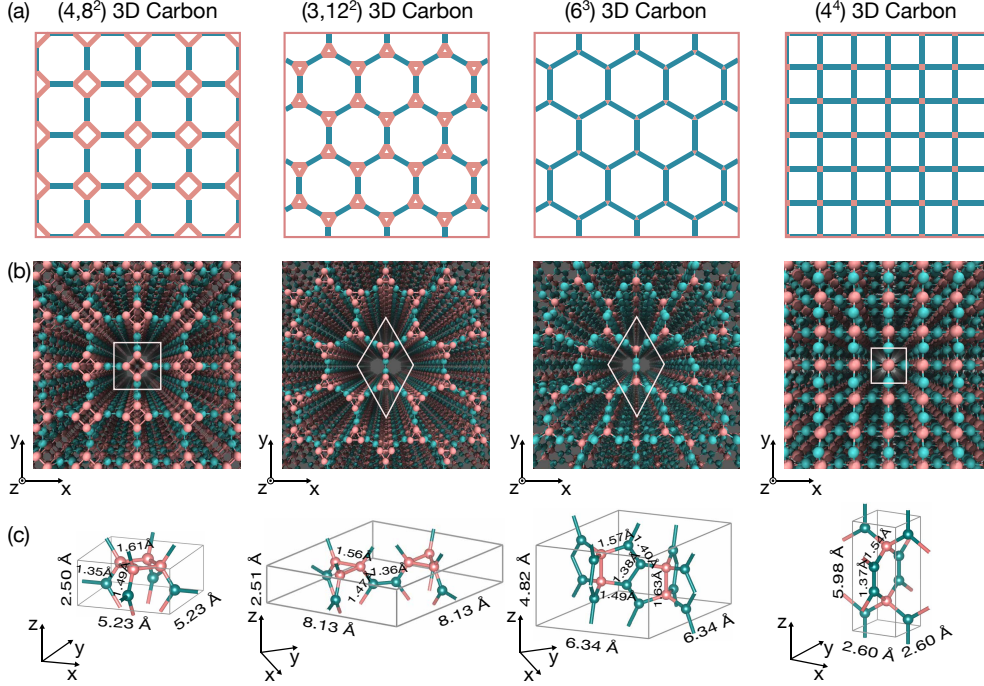 (a) (4,8²) 3D Carbon (3,12²) 3D Carbon (6³) 3D Carbon (4⁴) 3D Carbon
(b)
y z x y z x y z x y z x
(c)
2.50 Å 1.61Å 1.35Å 1.49Å 5.23 Å 5.23 Å
z y x
2.51 Å 1.56Å 1.47Å 1.36Å 8.13 Å 8.13 Å
z y x
4.82 Å 1.57Å 1.40Å 1.38Å 1.49Å 1.63Å 6.34 Å 6.34 Å
z y x
5.98 Å 1.54Å 1.37Å 2.60 Å 2.60 Å
z y x